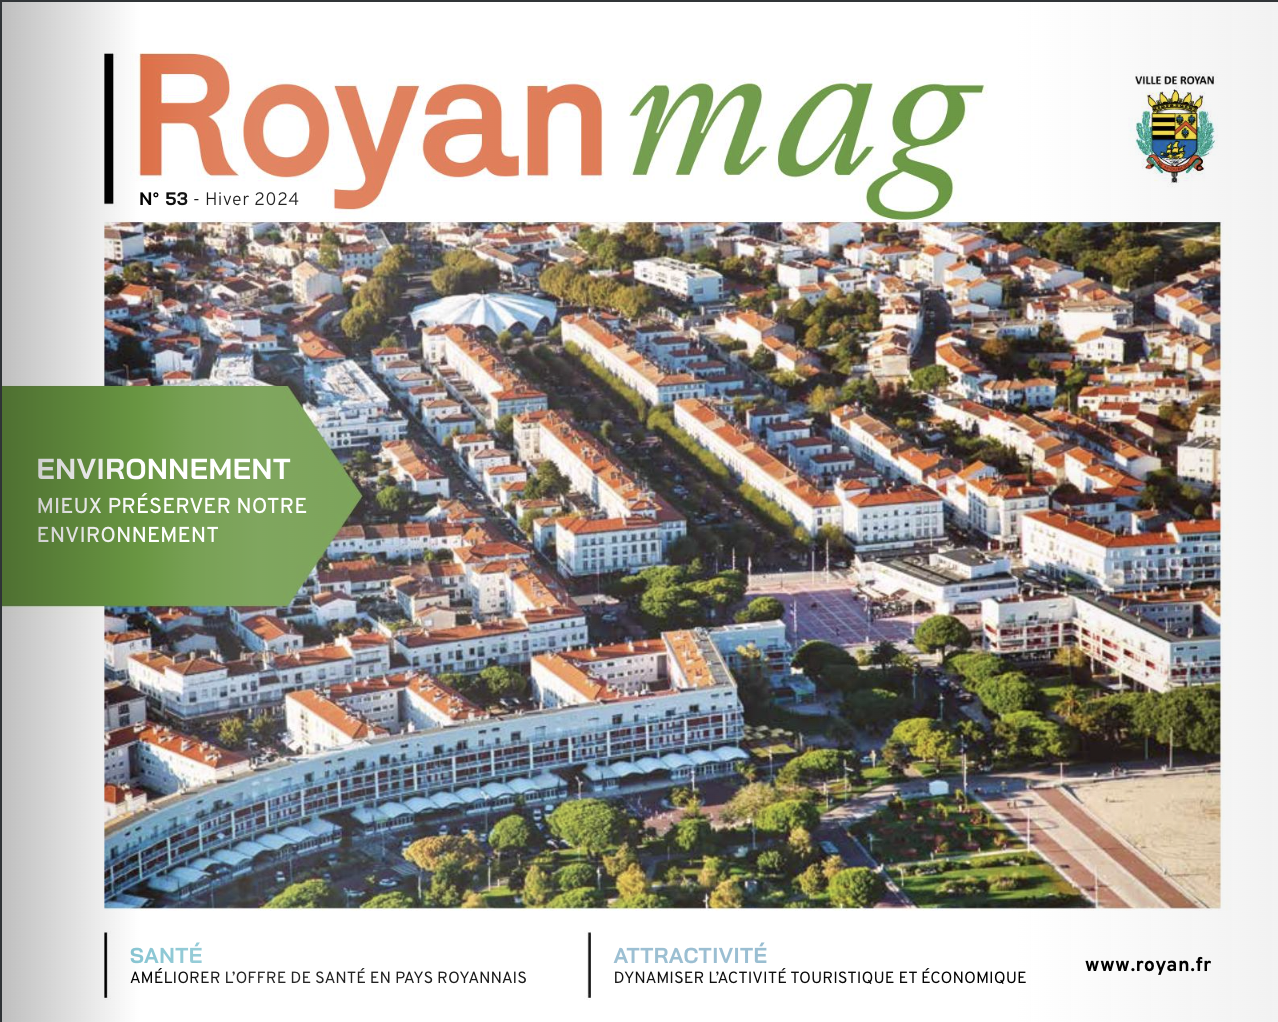 Royan mag
VILLE DE ROYAN
N° 53 - Hiver 2024
ENVIRONNEMENT
MIEUX PRÉSERVER NOTRE
ENVIRONNEMENT
SANTÉ
AMÉLIORER L'OFFRE DE SANTÉ EN PAYS ROYANNAIS
ATTRACTIVITÉ
DYNAMISER L'ACTIVITÉ TOURISTIQUE ET ÉCONOMIQUE
www.royan.fr